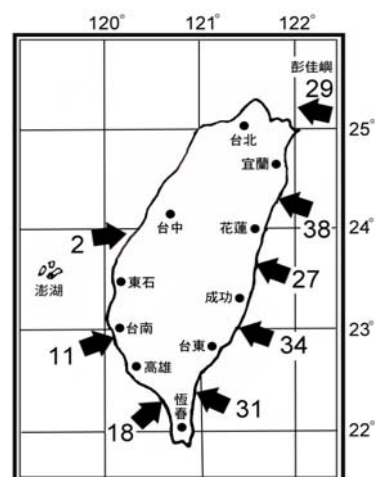 120° 121° 122°
彭佳嶼
29
25°
台北
宜蘭
38
24°
花蓮
台中
2
澎湖
東石
27
成功
23°
台南
34
11
台東
高雄
31
恆春
18
22°